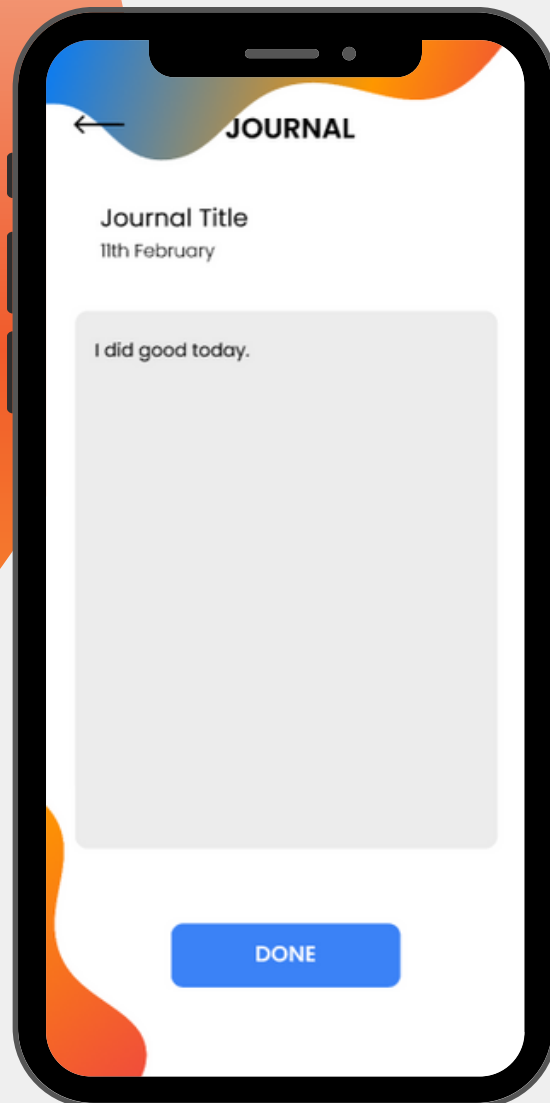 JOURNAL
Journal Title
11th February
I did good today.
DONE